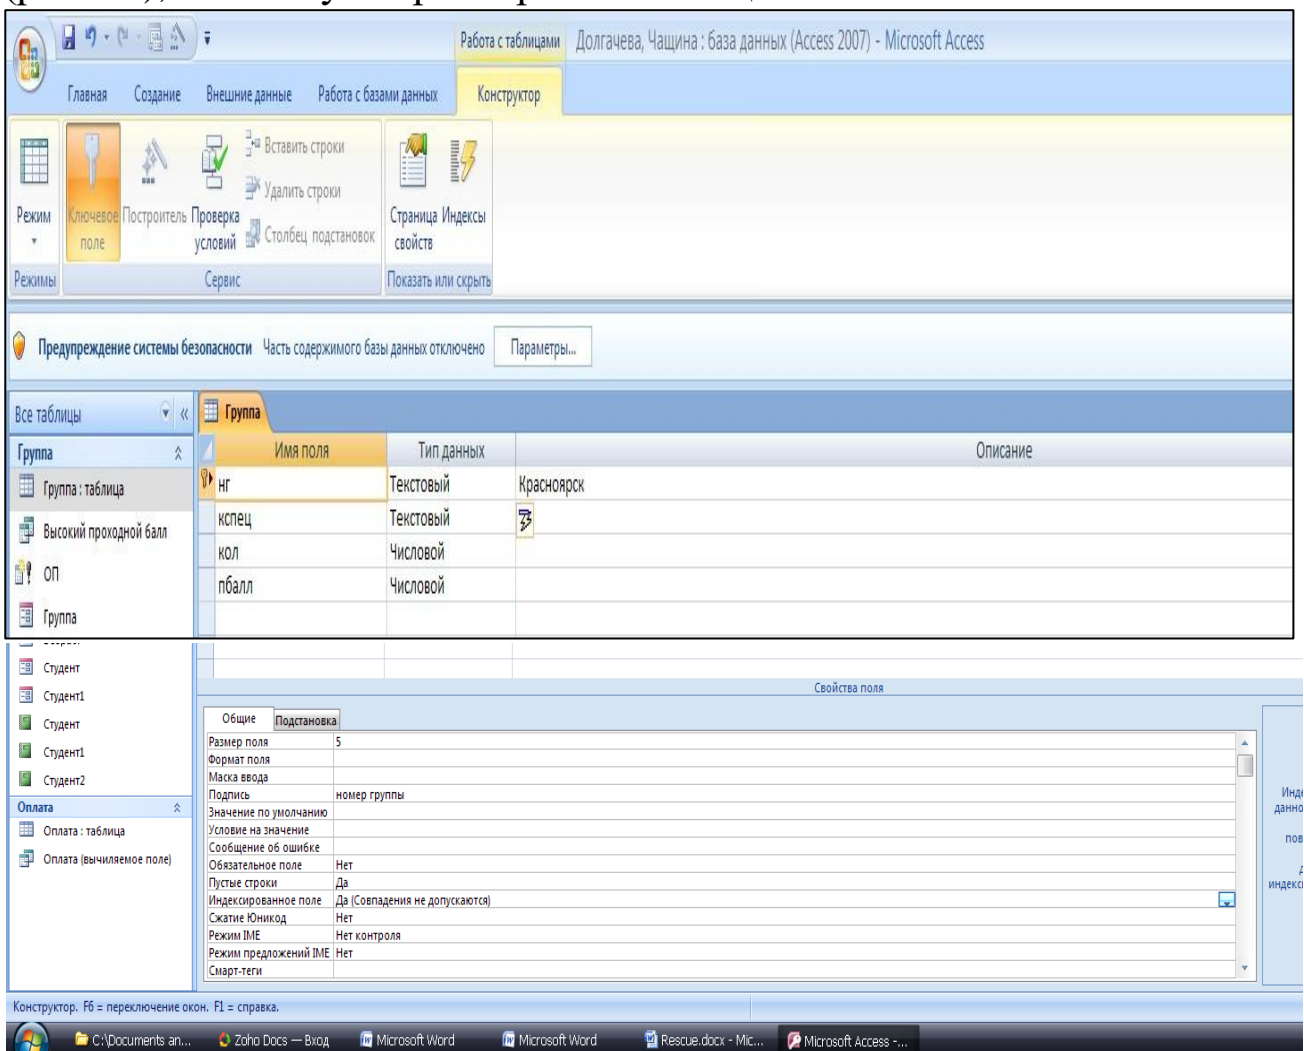 Работа с таблицами
Долгачева, Чащина : база данных (Access 2007) - Microsoft Access
Главная Создание Внешние данные Работа с базами данных Конструктор
Вставить строки
Удалить строки
Столбец подстановок
Режим Ключевое поле Построитель Проверка условий Страница свойств Индексы
Режимы Сервис Показать или скрыть
Предупреждение системы безопасности Часть содержимого базы данных отключено Параметры...
Все таблицы « Группа
Группа Имя поля Тип данных Описание
Группа : таблица нг Текстовый Красноярск
Высокий проходной балл кспец Текстовый
ОП кол Числовой
Группа пбалл Числовой
Студент
Студент1
Студент
Студент1
Студент2
Оплата
Оплата : таблица
Оплата (вычиляемое поле)
Свойства поля
Общие Подстановка
Размер поля 5
Формат поля
Маска ввода
Подпись номер группы
Значение по умолчанию
Условие на значение
Сообщение об ошибке
Обязательное поле Нет
Пустые строки Да
Индексированное поле Да (Совпадения не допускаются)
Сжатие Юникод Нет
Режим IME Нет контроля
Режим предложений IME Нет
Смарт-теги
Инде
данно
пов
индекс
Конструктор. F6 = переключение окон. F1 = справка.
C:\Documents an... Zoho Docs — Вход Microsoft Word Microsoft Word Rescue.docx - Mic... Microsoft Access -...